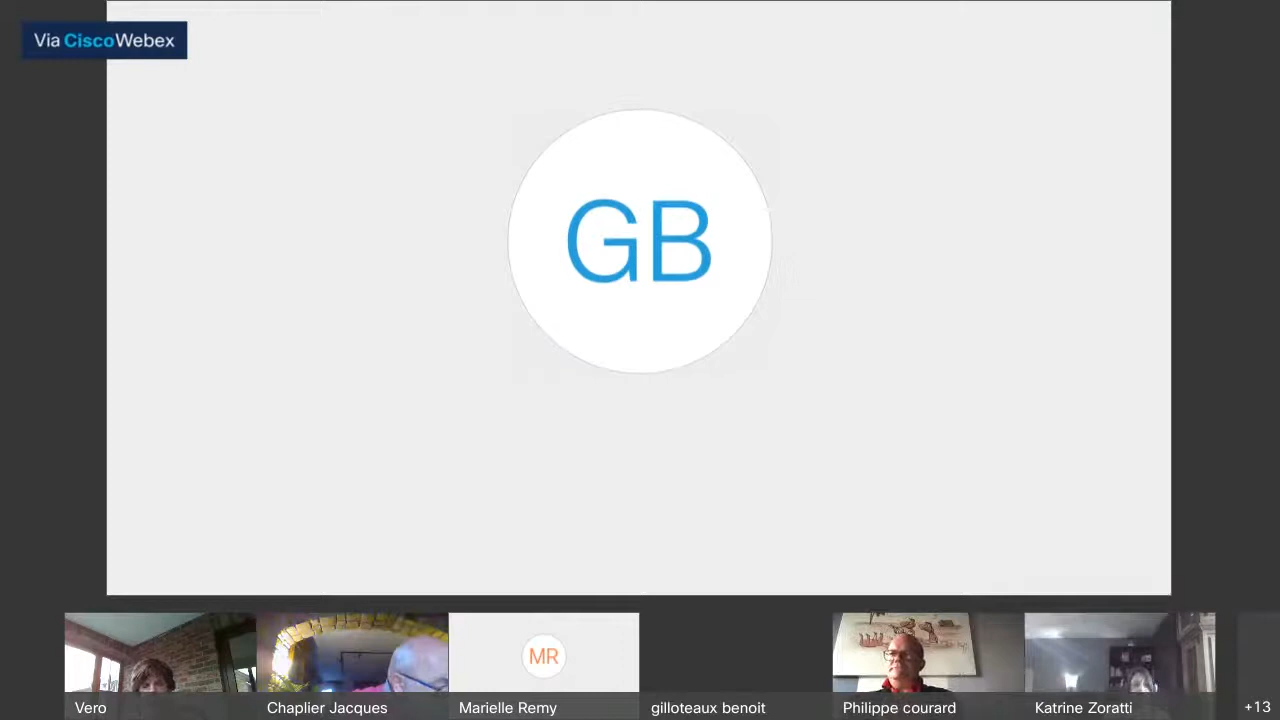 Via CiscoWebex
GB
MR
Vero
Chaplier Jacques
Marielle Remy
gilloteaux benoit
Philippe courard
Katrine Zoratti
+13